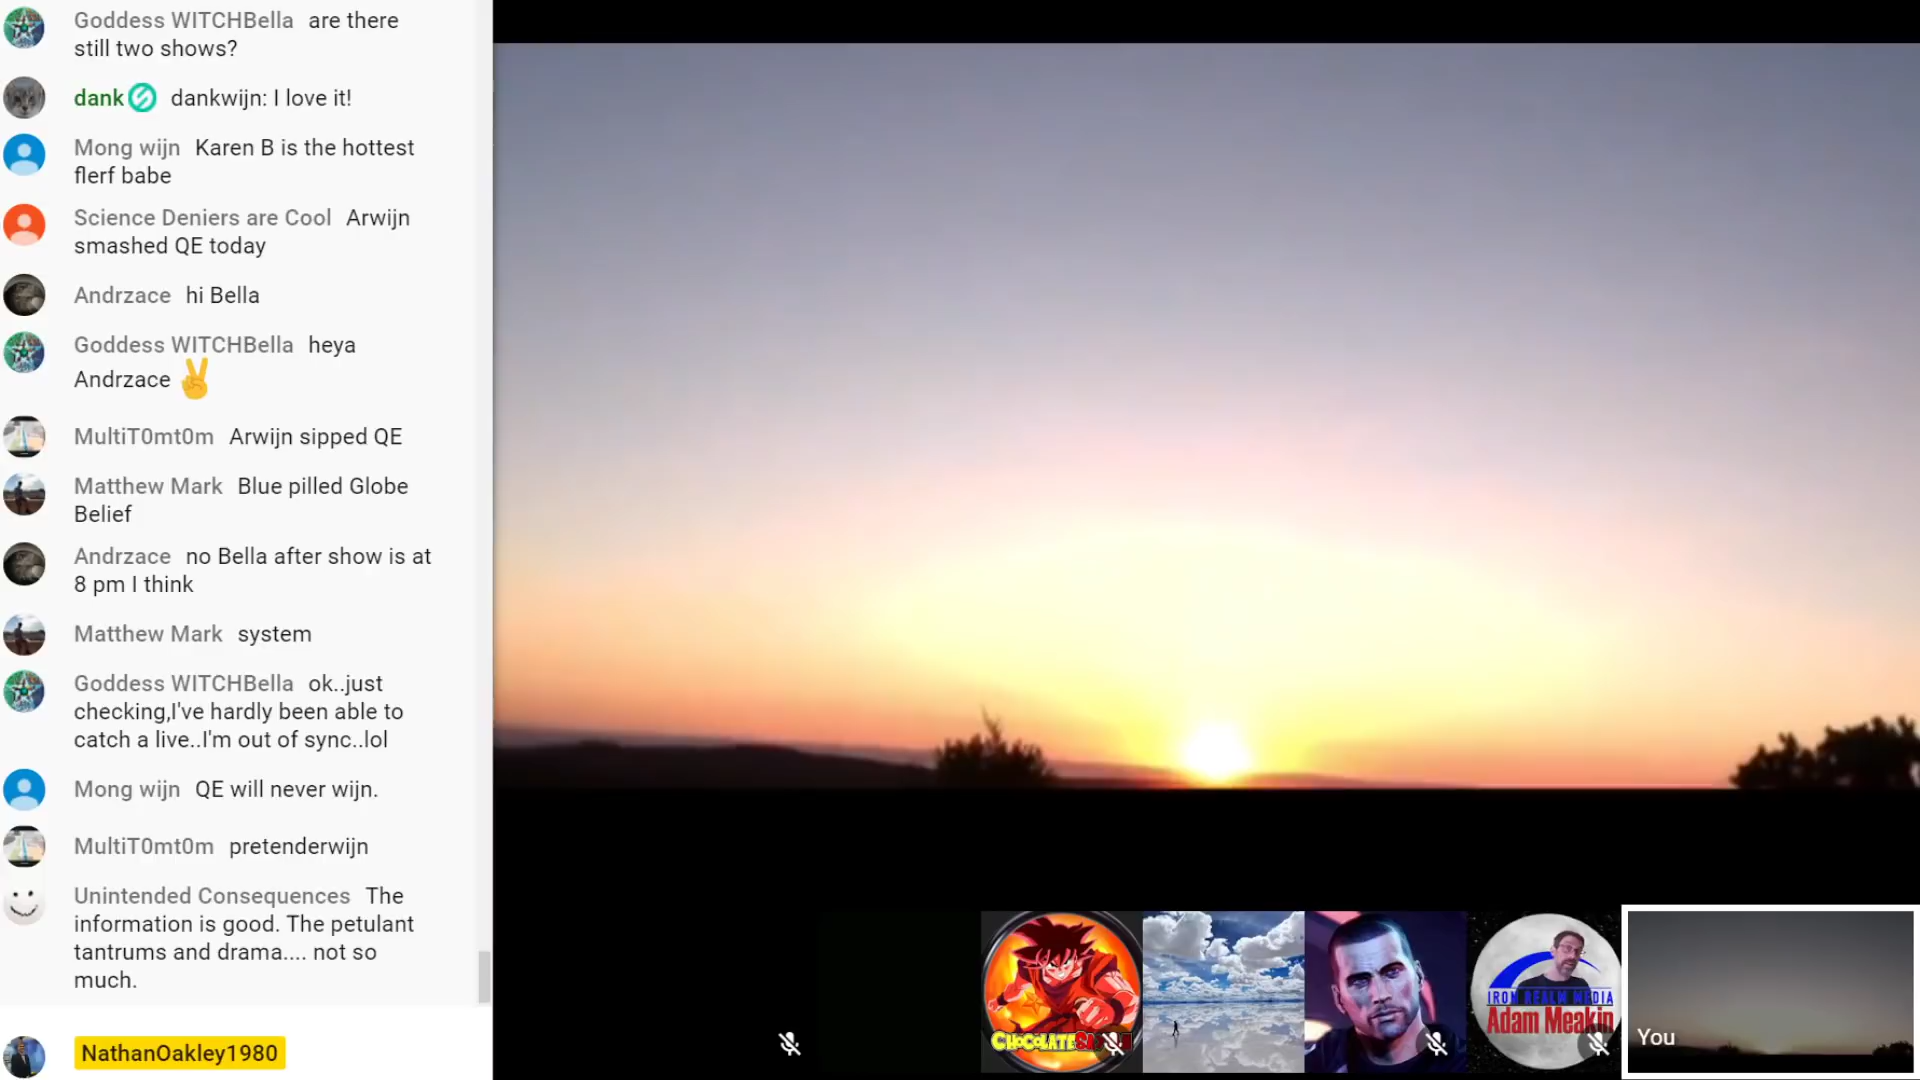 Goddess WITCHBella are there
still two shows?
dank dankwijn: I love it!
Mong wijn Karen B is the hottest
flerf babe
Science Deniers are Cool Arwijn
smashed QE today
Andrzace hi Bella
Goddess WITCHBella heya
Andrzace ✌
MultiT0mt0m Arwijn sipped QE
Matthew Mark Blue pilled Globe
Belief
Andrzace no Bella after show is at
8 pm I think
Matthew Mark system
Goddess WITCHBella ok..just
checking,I've hardly been able to
catch a live..I'm out of sync..lol
Mong wijn QE will never wijn.
MultiT0mt0m pretenderwijn
Unintended Consequences The
information is good. The petulant
tantrums and drama.... not so
much.
NathanOakley1980
IRON REALM MEDIA
Adam Meakin
You